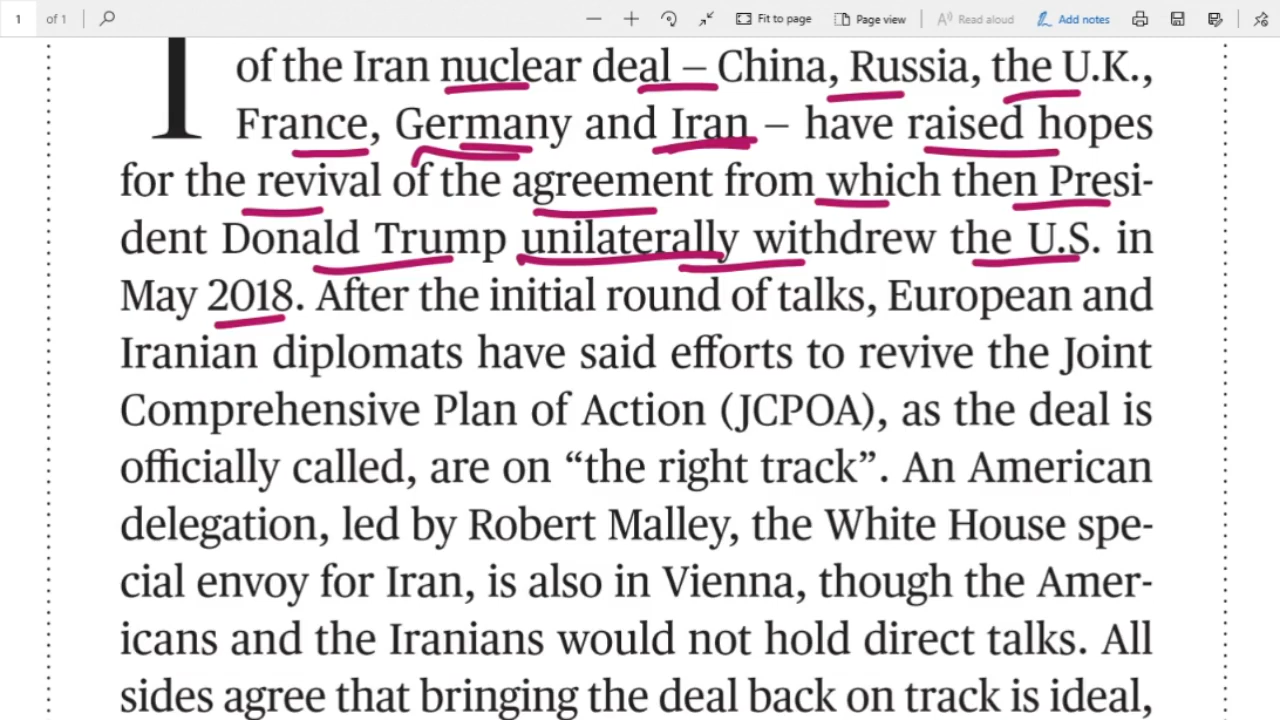 1 of 1 Fit to page Page view Read aloud Add notes
of the Iran nuclear deal – China, Russia, the U.K.,
France, Germany and Iran – have raised hopes
for the revival of the agreement from which then Presi-
dent Donald Trump unilaterally withdrew the U.S. in
May 2018. After the initial round of talks, European and
Iranian diplomats have said efforts to revive the Joint
Comprehensive Plan of Action (JCPOA), as the deal is
officially called, are on “the right track”. An American
delegation, led by Robert Malley, the White House spe-
cial envoy for Iran, is also in Vienna, though the Amer-
icans and the Iranians would not hold direct talks. All
sides agree that bringing the deal back on track is ideal,